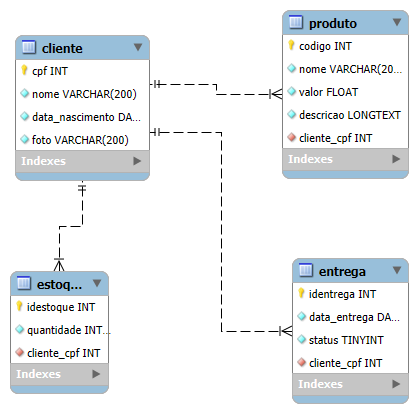 cliente
cpf INT
nome VARCHAR(200)
data_nascimento DA...
foto VARCHAR(200)
Indexes
produto
codigo INT
nome VARCHAR(20...
valor FLOAT
descricao LONGTEXT
cliente_cpf INT
Indexes
estoq...
idestoque INT
quantidade INT...
cliente_cpf INT
Indexes
entrega
identrega INT
data_entrega DA...
status TINYINT
cliente_cpf INT
Indexes